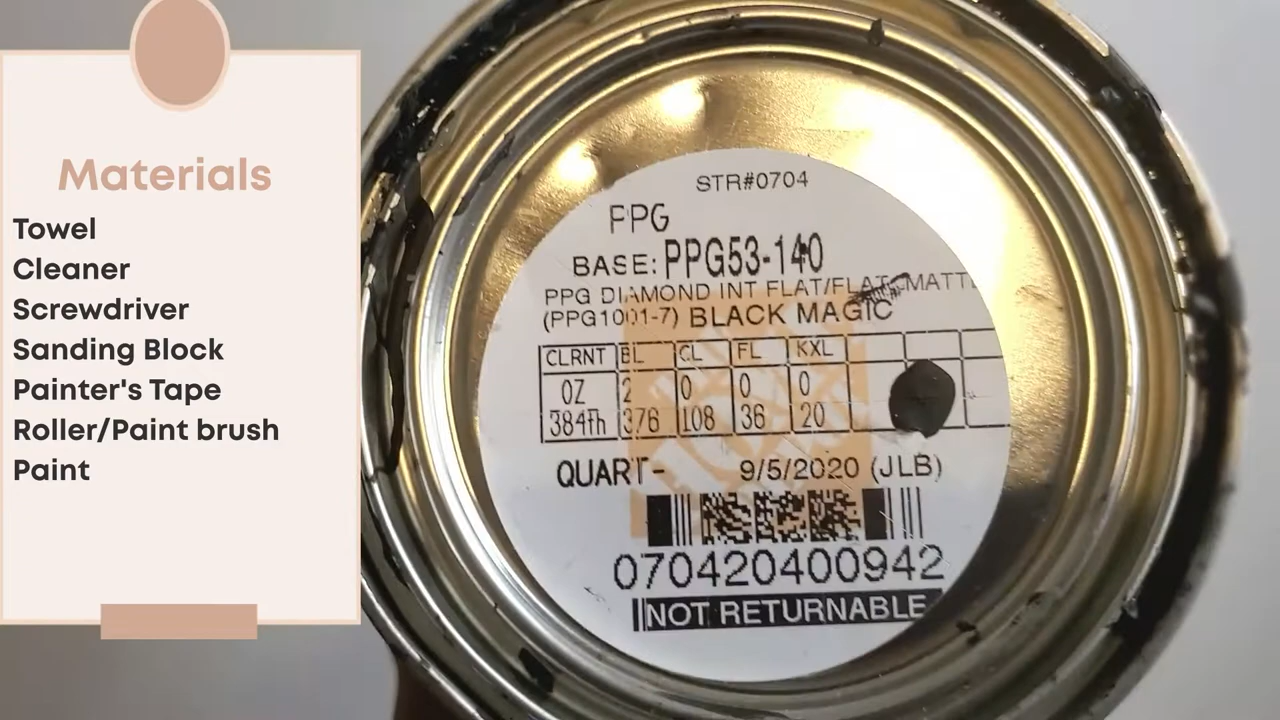 Materials
Towel
Cleaner
Screwdriver
Sanding Block
Painter's Tape
Roller/Paint brush
Paint
STR#0704
PPG
BASE: PPG53-140
PPG DIAMOND INT FLAT/FLAT-MATT
(PPG1001-7) BLACK MAGIC
CLRNT BL CL FL KXL
OZ 2 0 0 0
384th 376 108 36 20
QUART- 9/5/2020 (JLB)
070420400942
NOT RETURNABLE